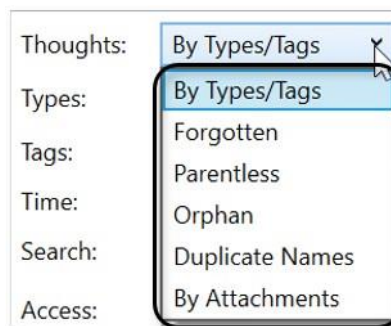 Thoughts: By Types/Tags
Types: By Types/Tags
Forgotten
Tags: Parentless
Time: Orphan
Search: Duplicate Names
Access: By Attachments